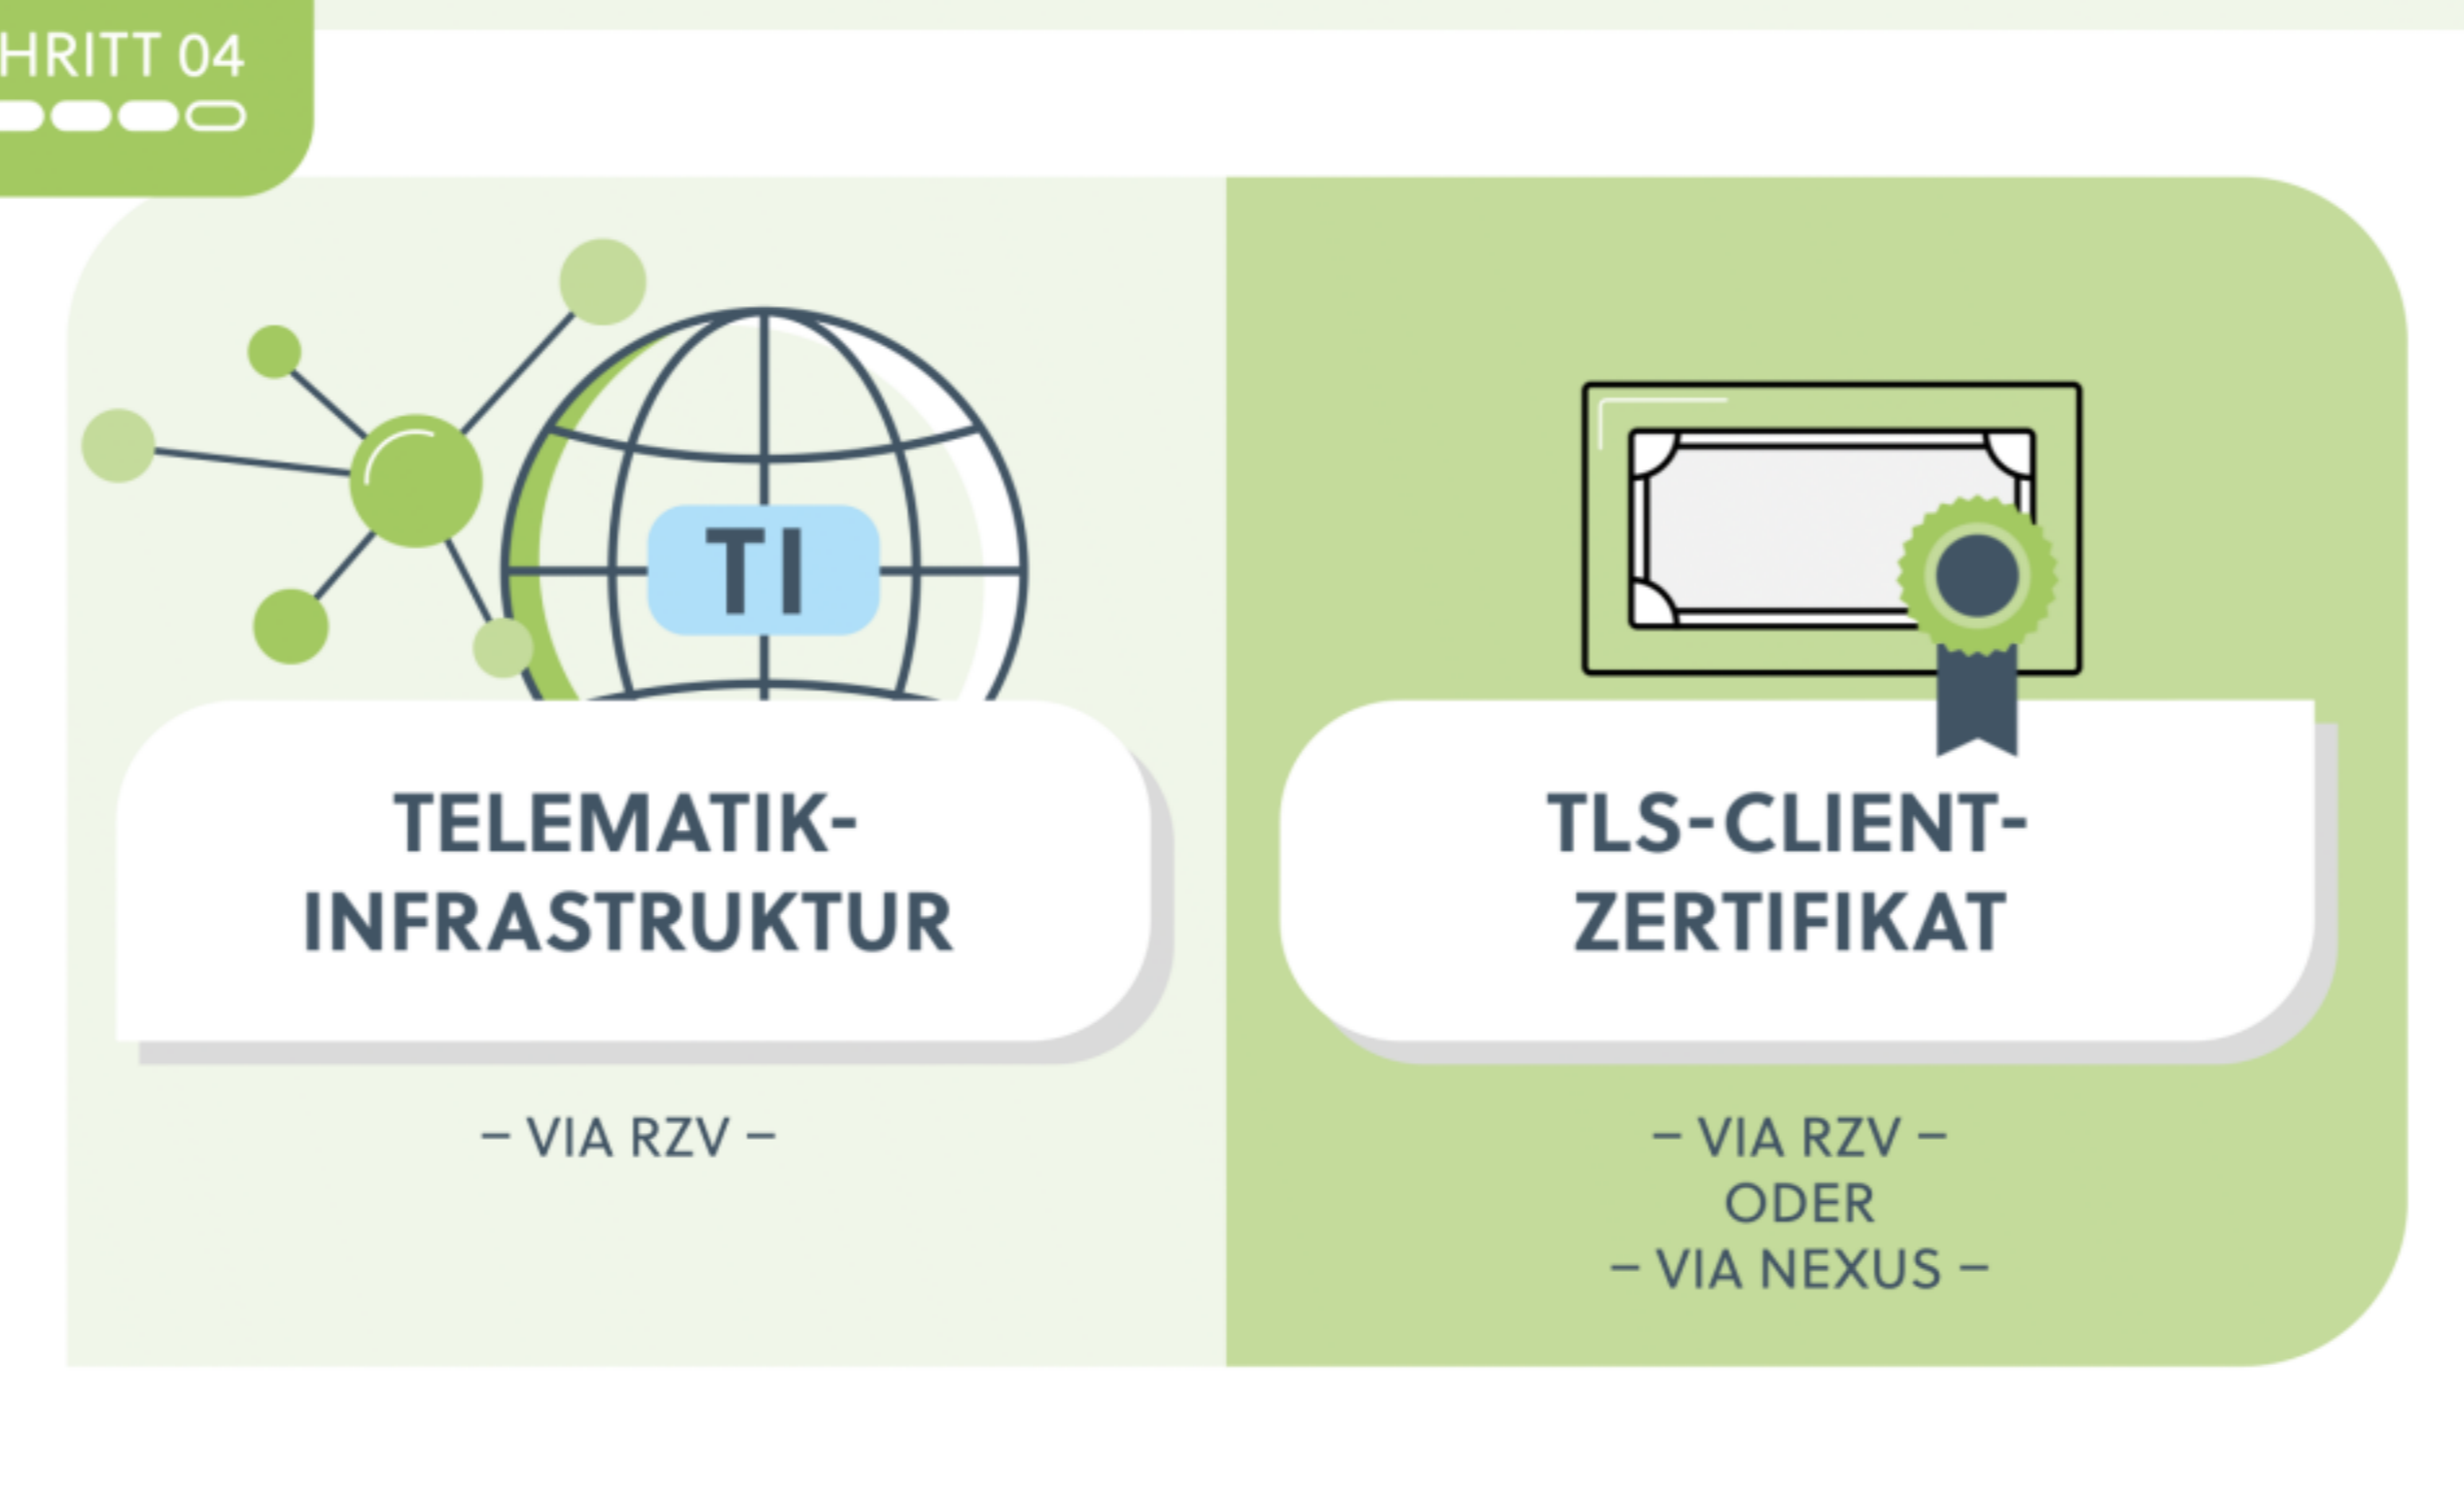 HRITT 04
TI
TELEMATIK-
INFRASTRUKTUR
– VIA RZV –
TLS-CLIENT-
ZERTIFIKAT
– VIA RZV –
ODER
– VIA NEXUS –